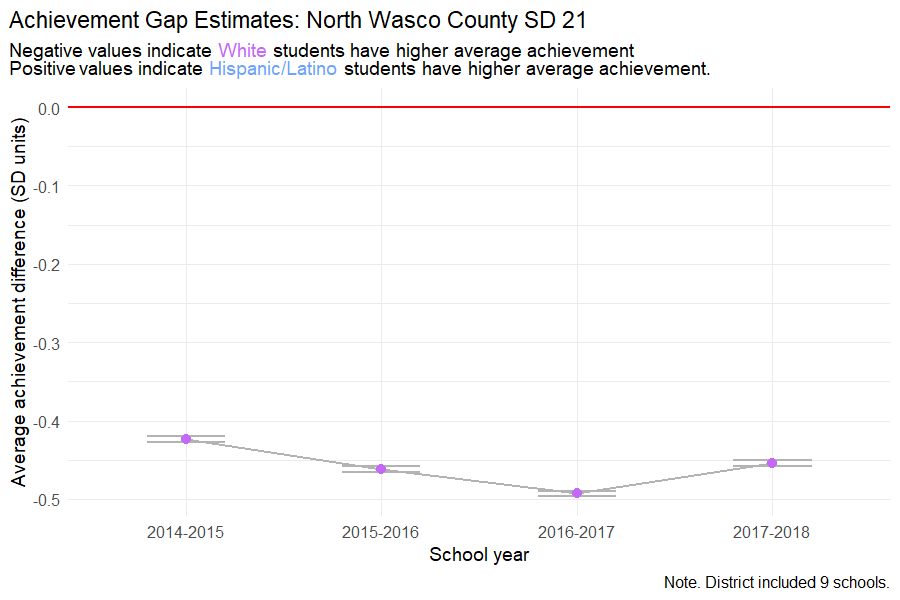 Achievement Gap Estimates: North Wasco County SD 21
Negative values indicate White students have higher average achievement
Positive values indicate Hispanic/Latino students have higher average achievement.
Average achievement difference (SD units)
0.0
-0.1
-0.2
-0.3
-0.4
-0.5
2014-2015
2015-2016
2016-2017
2017-2018
School year
Note. District included 9 schools.